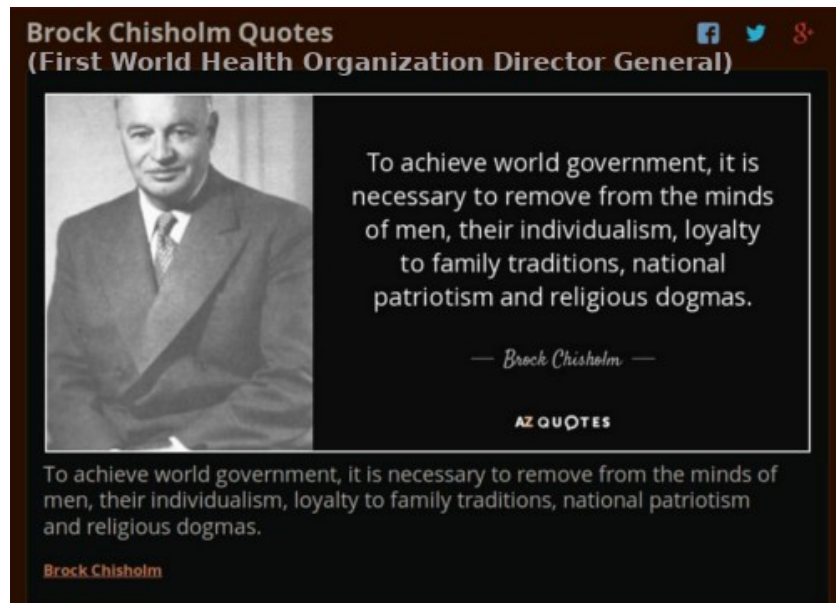 Brock Chisholm Quotes
(First World Health Organization Director General)
To achieve world government, it is
necessary to remove from the minds
of men, their individualism, loyalty
to family traditions, national
patriotism and religious dogmas.
— Brock Chisholm —
AZ QUOTES
To achieve world government, it is necessary to remove from the minds of
men, their individualism, loyalty to family traditions, national patriotism
and religious dogmas.
Brock Chisholm